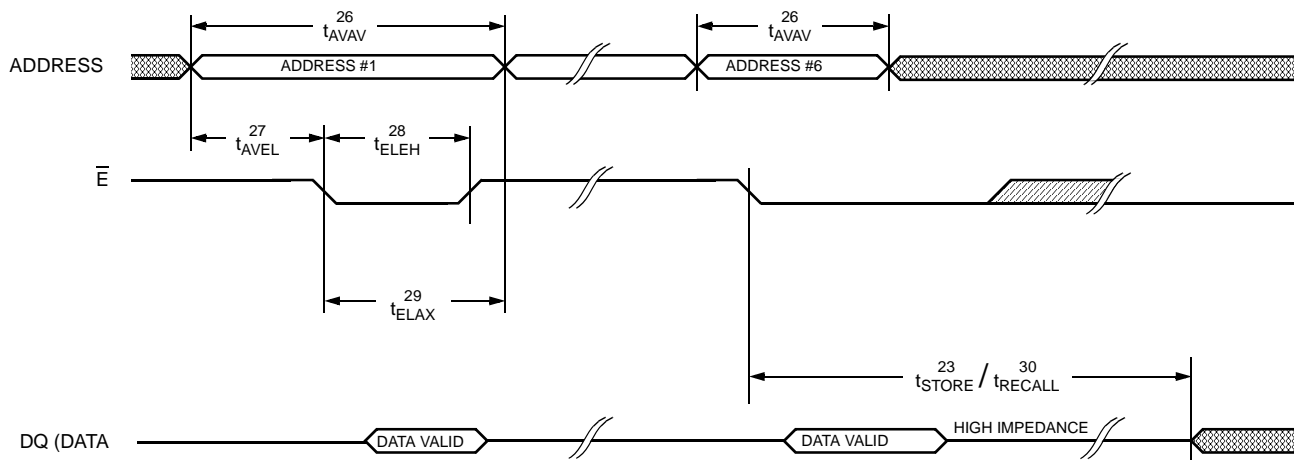 26
tAVAV
26
tAVAV
ADDRESS
ADDRESS #1
ADDRESS #6
27
tAVEL
28
tELEH
E
29
tELAX
23 30
tSTORE / tRECALL
DQ (DATA
DATA VALID
DATA VALID
HIGH IMPEDANCE